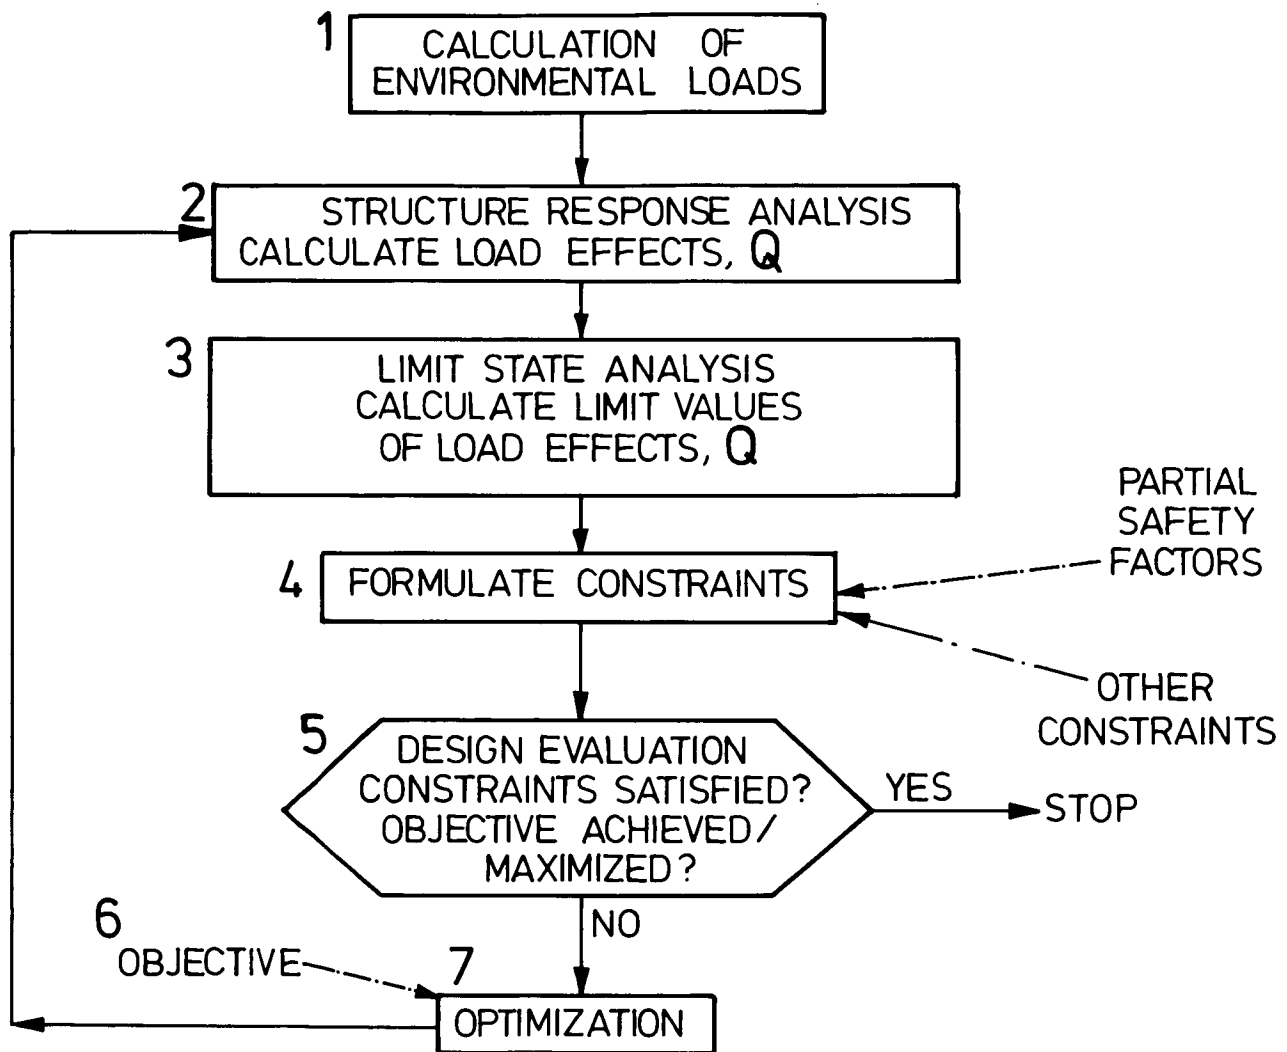 1
CALCULATION OF
ENVIRONMENTAL LOADS
2
STRUCTURE RESPONSE ANALYSIS
CALCULATE LOAD EFFECTS, Q
3
LIMIT STATE ANALYSIS
CALCULATE LIMIT VALUES
OF LOAD EFFECTS, Q
PARTIAL
SAFETY
FACTORS
4
FORMULATE CONSTRAINTS
OTHER
CONSTRAINTS
5
DESIGN EVALUATION
CONSTRAINTS SATISFIED?
OBJECTIVE ACHIEVED/
MAXIMIZED?
YES
STOP
NO
6
OBJECTIVE
7
OPTIMIZATION